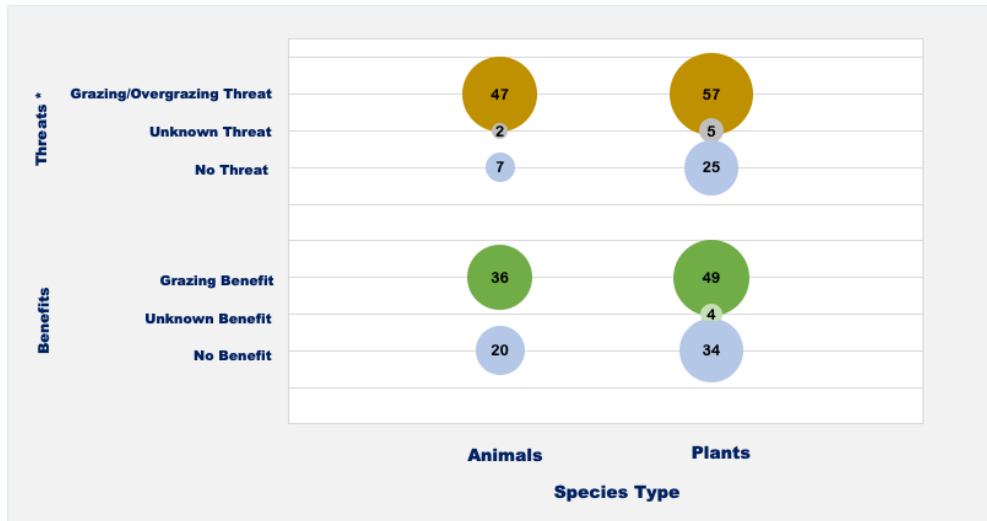 Threats *
Grazing/Overgrazing Threat
47
57
Unknown Threat
2
5
No Threat
7
25
Benefits
Grazing Benefit
36
49
Unknown Benefit
4
No Benefit
20
34
Animals
Plants
Species Type